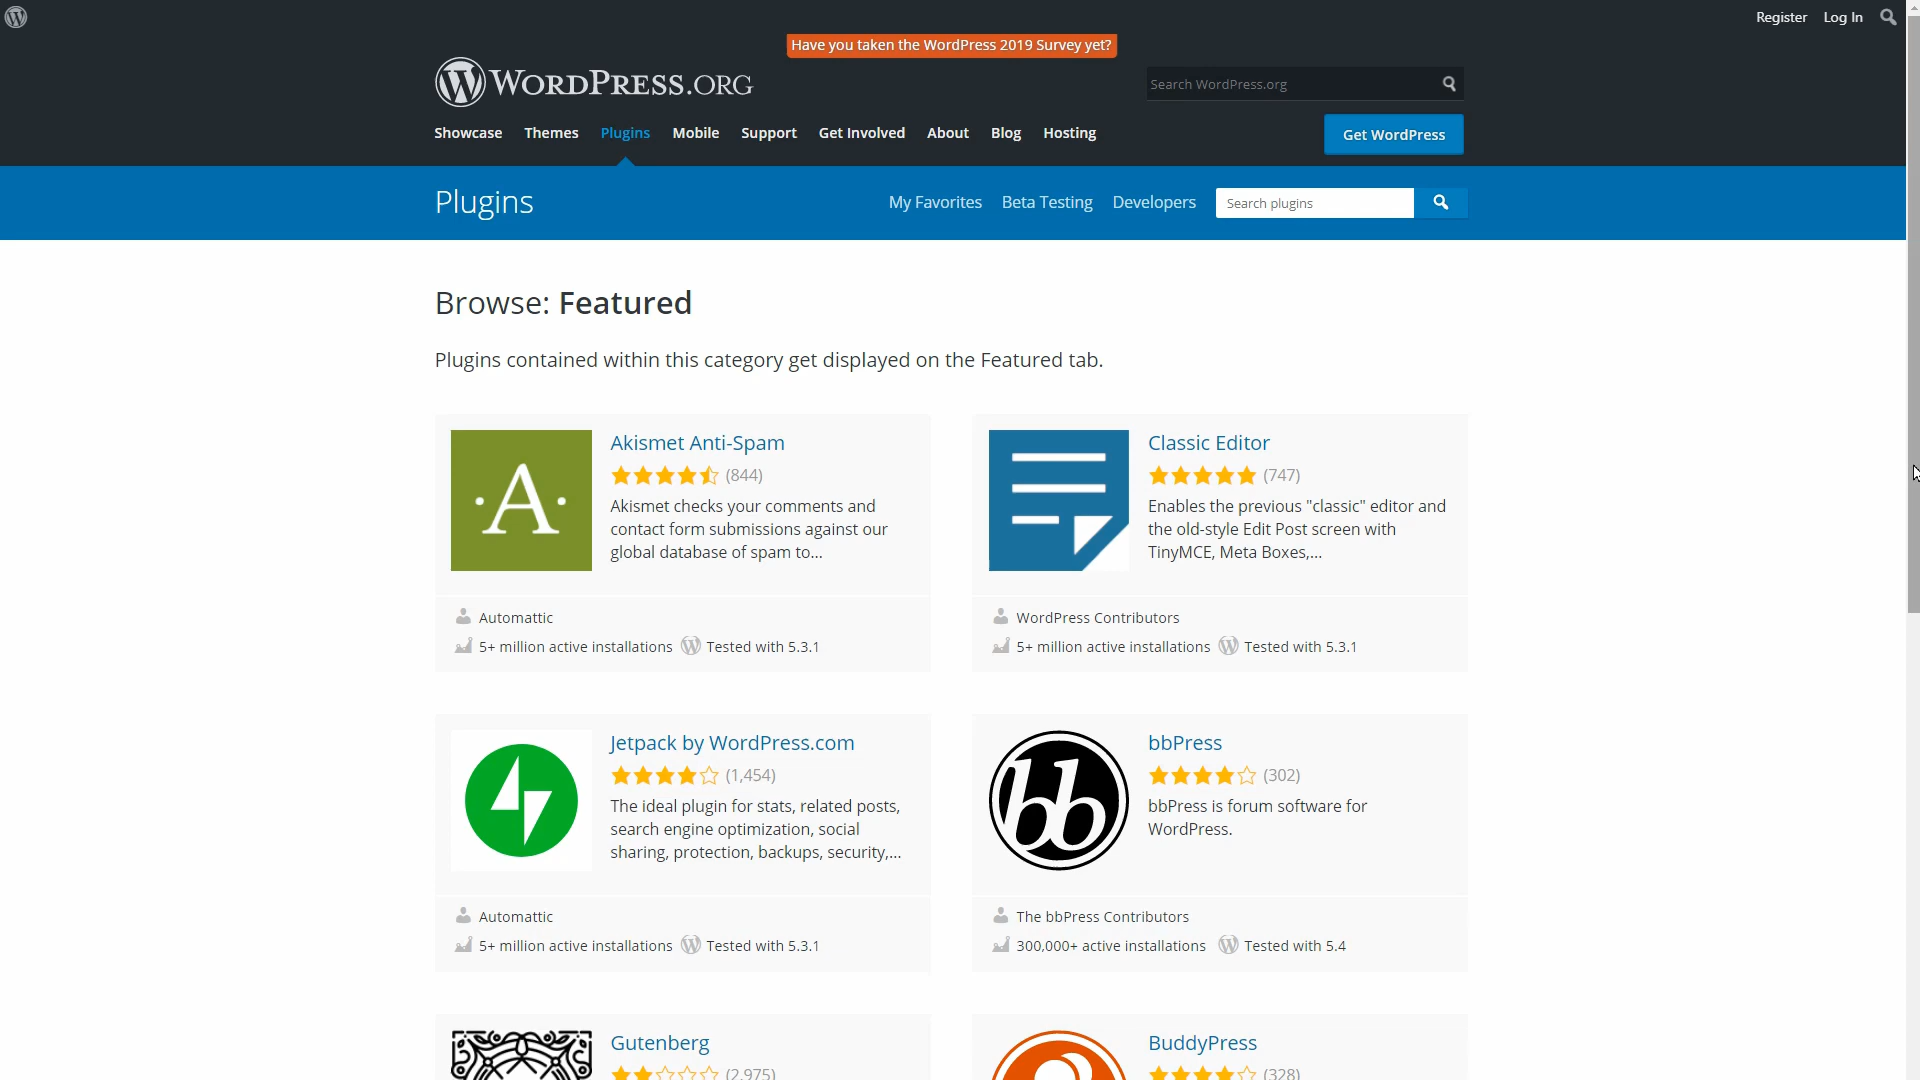 Register Log In
Have you taken the WordPress 2019 Survey yet?
WORDPRESS.ORG
Search WordPress.org
Showcase Themes Plugins Mobile Support Get Involved About Blog Hosting
Get WordPress
Plugins
My Favorites Beta Testing Developers
Search plugins
Browse: Featured
Plugins contained within this category get displayed on the Featured tab.
·A·
Akismet Anti-Spam
(844)
Akismet checks your comments and
contact form submissions against our
global database of spam to...
Automattic
5+ million active installations Tested with 5.3.1
Classic Editor
(747)
Enables the previous "classic" editor and
the old-style Edit Post screen with
TinyMCE, Meta Boxes,...
WordPress Contributors
5+ million active installations Tested with 5.3.1
Jetpack by WordPress.com
(1,454)
The ideal plugin for stats, related posts,
search engine optimization, social
sharing, protection, backups, security,...
Automattic
5+ million active installations Tested with 5.3.1
bb
bbPress
(302)
bbPress is forum software for
WordPress.
The bbPress Contributors
300,000+ active installations Tested with 5.4
Gutenberg
(2,975)
BuddyPress
(328)